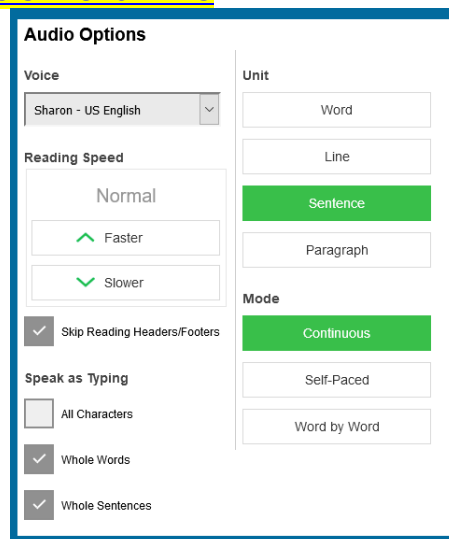 Audio Options
Voice
Sharon - US English
Reading Speed
Normal
Faster
Slower
Skip Reading Headers/Footers
Speak as Typing
All Characters
Whole Words
Whole Sentences
Unit
Word
Line
Sentence
Paragraph
Mode
Continuous
Self-Paced
Word by Word